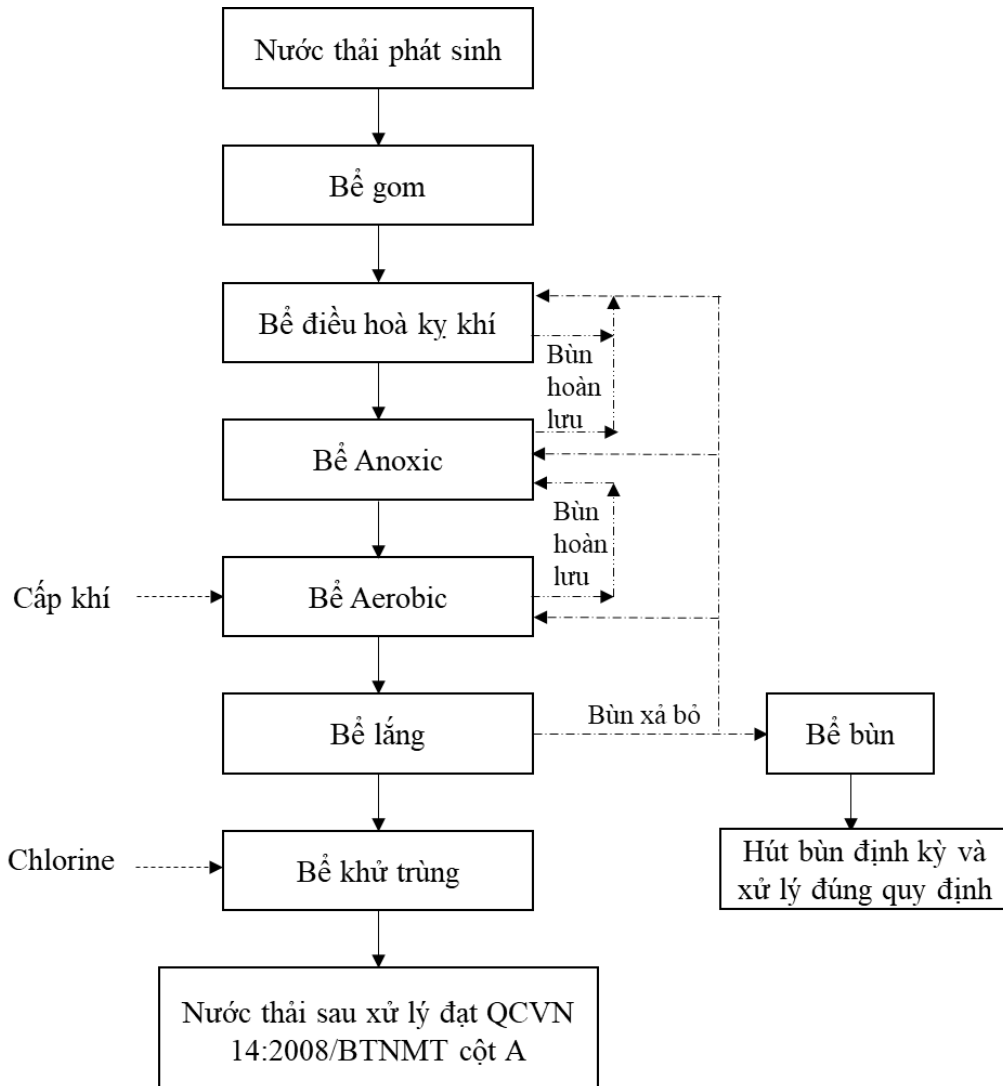 Nước thải phát sinh
Bể gom
Bể điều hoà kỵ khí
Bùn
hoàn
lưu
Bể Anoxic
Bùn
hoàn
lưu
Cấp khí
Bể Aerobic
Bể lắng
Bùn xả bỏ
Bể bùn
Chlorine
Bể khử trùng
Hút bùn định kỳ và
xử lý đúng quy định
Nước thải sau xử lý đạt QCVN
14:2008/BTNMT cột A